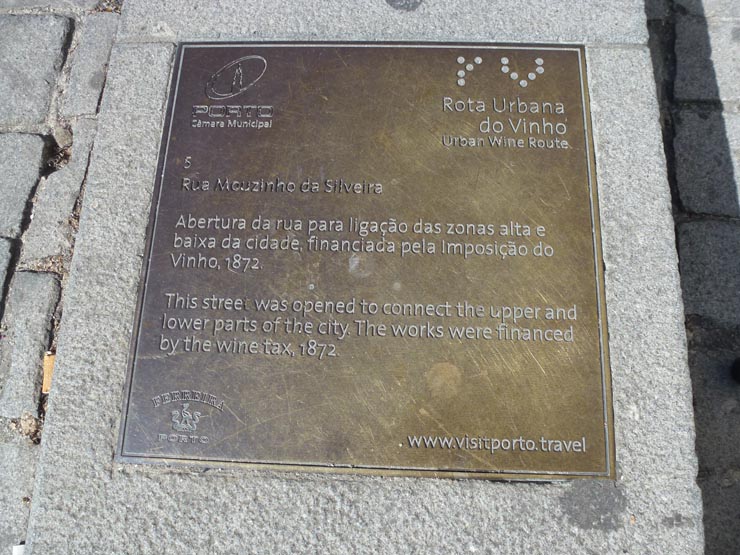 PORTO
Câmara Municipal
rv
Rota Urbana
do Vinho
Urban Wine Route
5
Rua Mouzinho da Silveira
Abertura da rua para ligação das zonas alta e
baixa da cidade, financiada pela Imposição do
Vinho, 1872.
This street was opened to connect the upper and
lower parts of the city. The works were financed
by the wine tax, 1872.
FERREIRA
PORTO
www.visitporto.travel